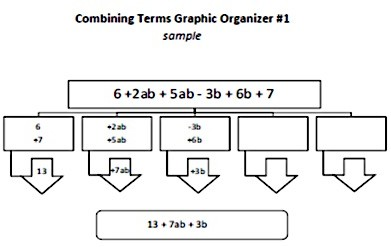 Combining Terms Graphic Organizer #1
sample
6 +2ab + 5ab - 3b + 6b + 7
6
+7
+2ab
+5ab
-3b
+6b
13
+7ab
+3b
13 + 7ab + 3b